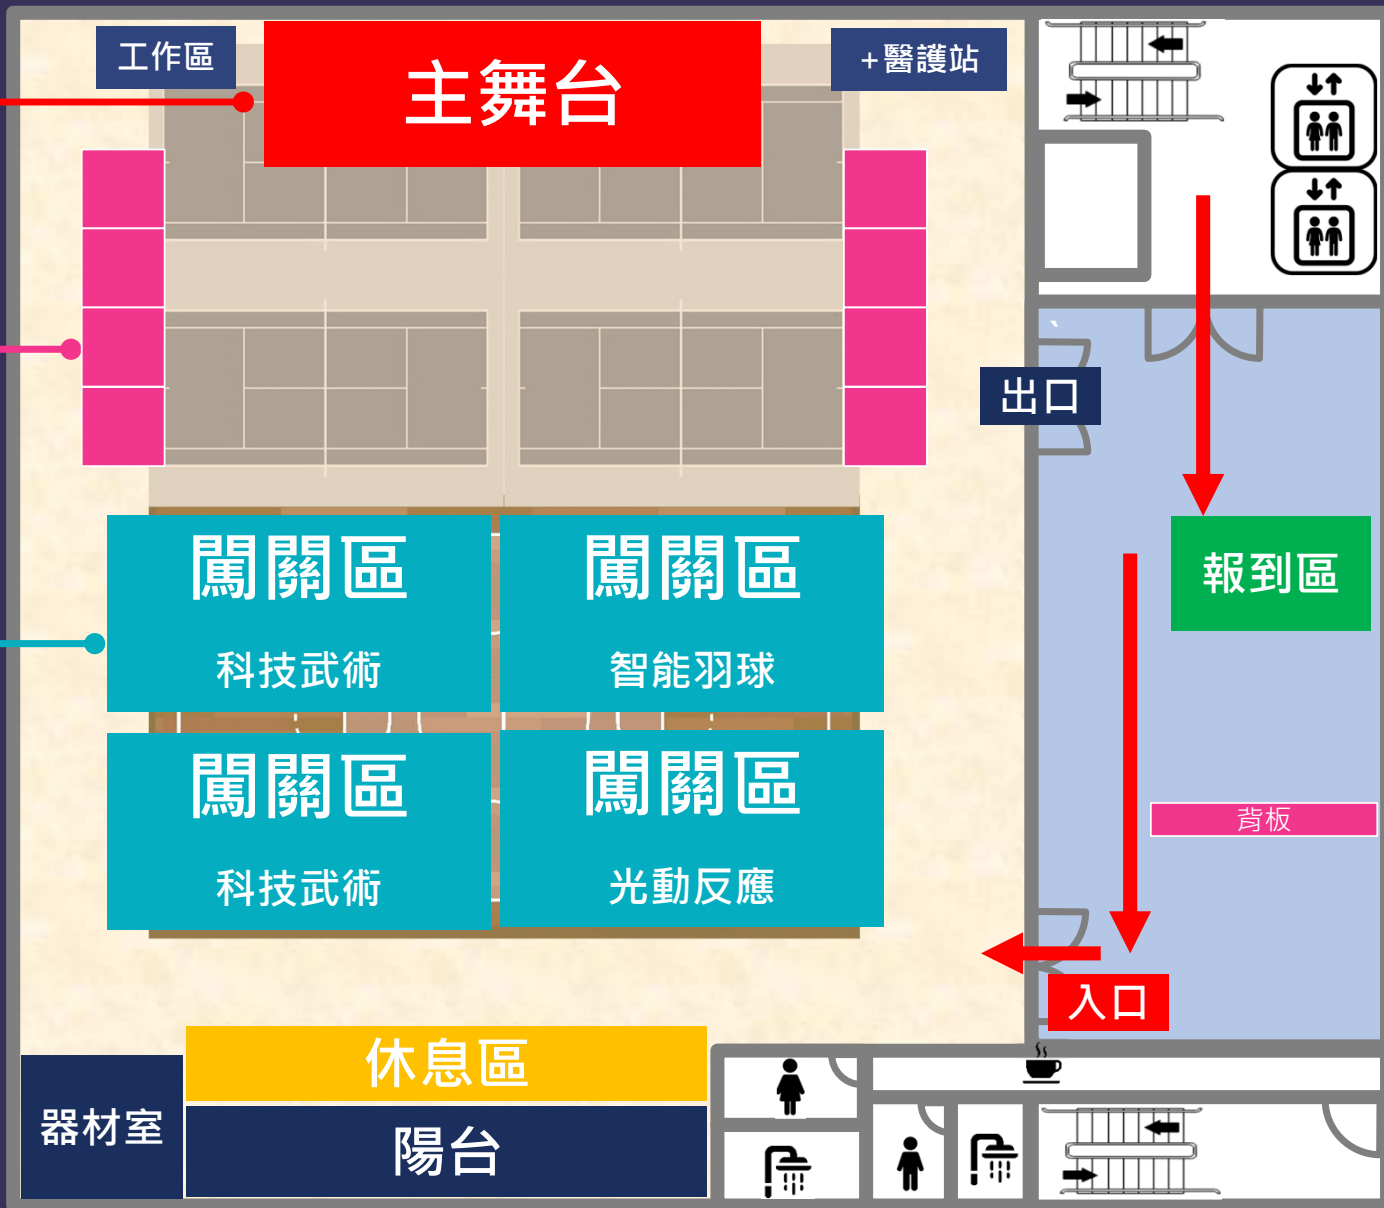 工作區
主舞台
+醫護站
、
出口
闖關區
科技武術
闖關區
智能羽球
報到區
闖關區
科技武術
闖關區
光動反應
背板
入口
休息區
器材室
陽台